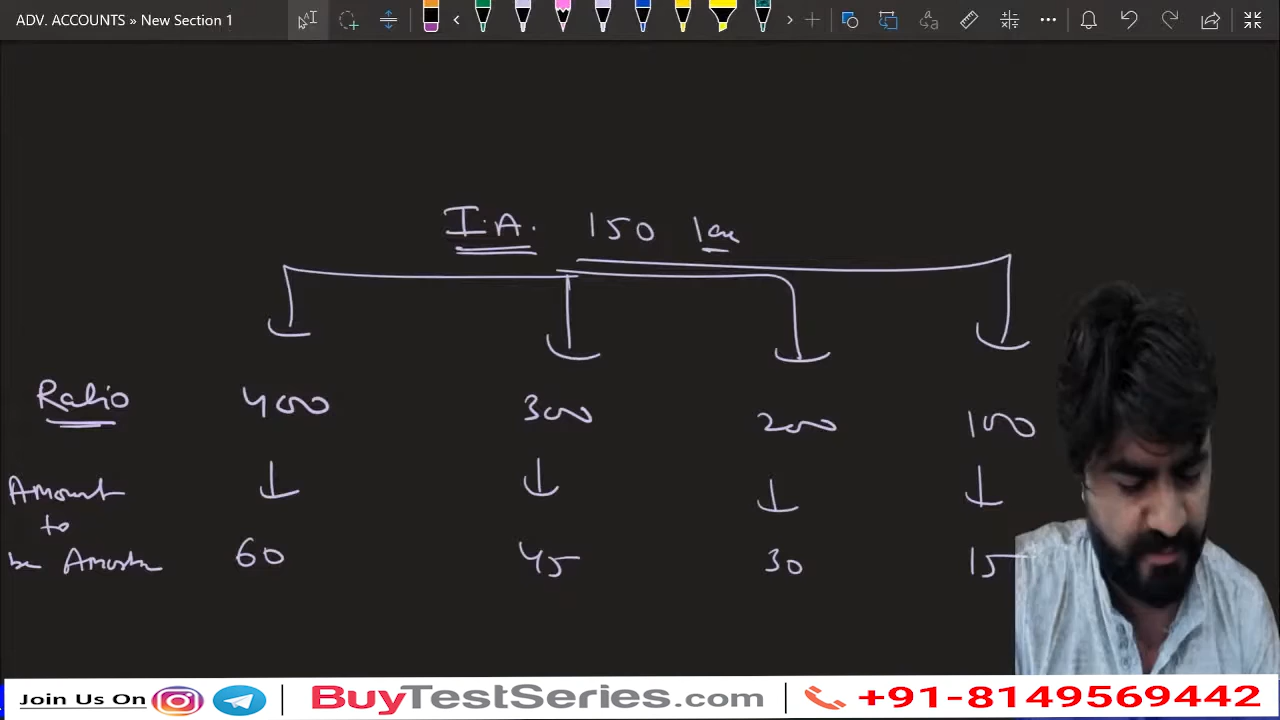 ADV. ACCOUNTS » New Section 1
I.A. 150 lac
Ratio 400 300 200 100
Amount
to
be 60 45 30 15
Join Us On BuyTestSeries.com +91-8149569442